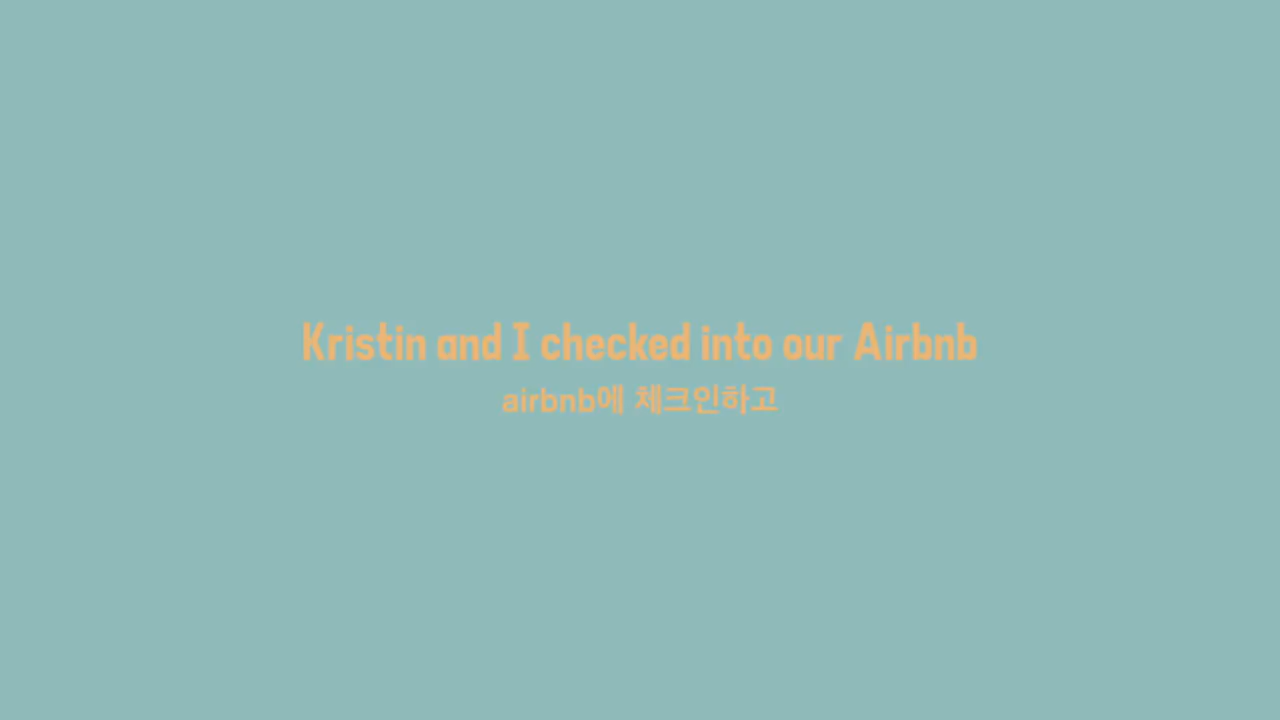 Kristin and I checked into our Airbnb
airbnb에 체크인하고